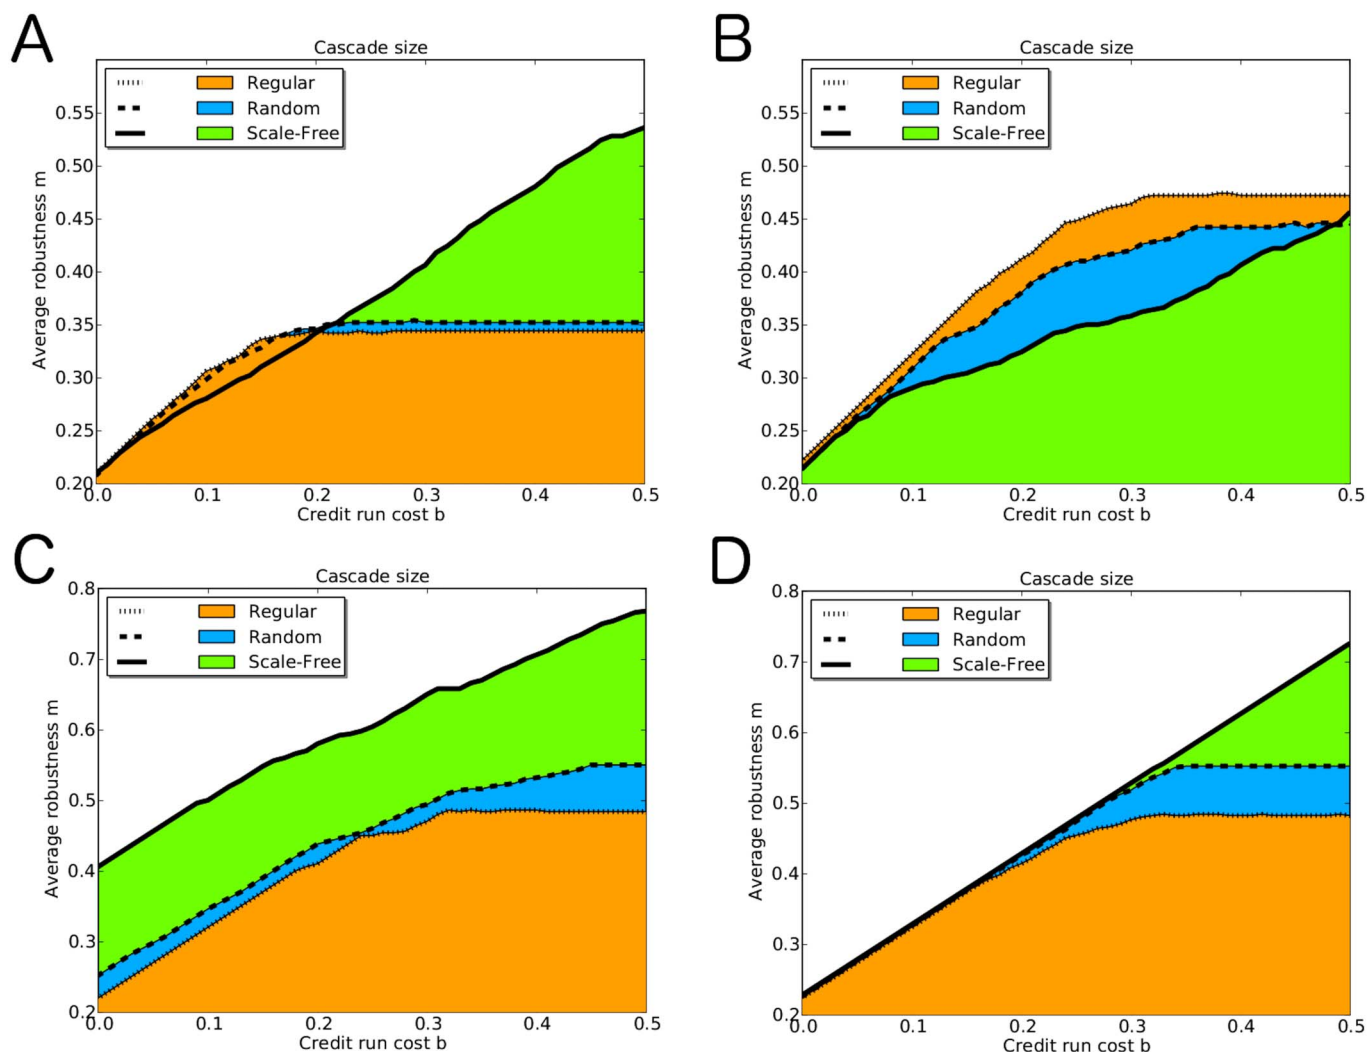 A
Cascade size
Regular
Random
Scale-Free
Average robustness m
0.55
0.50
0.45
0.40
0.35
0.30
0.25
0.20
0.0 0.1 0.2 0.3 0.4 0.5
Credit run cost b
B
Cascade size
Regular
Random
Scale-Free
Average robustness m
0.55
0.50
0.45
0.40
0.35
0.30
0.25
0.20
0.0 0.1 0.2 0.3 0.4 0.5
Credit run cost b
C
Cascade size
Regular
Random
Scale-Free
Average robustness m
0.8
0.7
0.6
0.5
0.4
0.3
0.2
0.0 0.1 0.2 0.3 0.4 0.5
Credit run cost b
D
Cascade size
Regular
Random
Scale-Free
Average robustness m
0.8
0.7
0.6
0.5
0.4
0.3
0.2
0.0 0.1 0.2 0.3 0.4 0.5
Credit run cost b